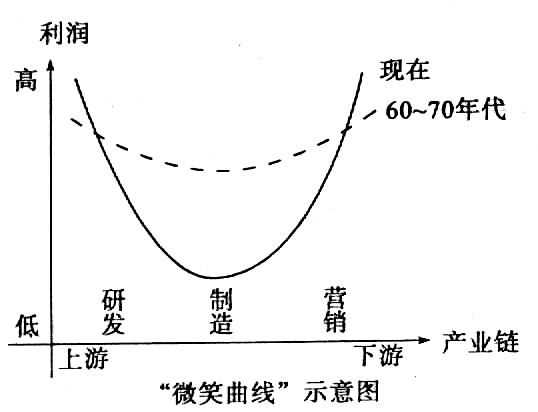 利润
高
现在
60~70年代
研发
制造
营销
低
上游
下游
产业链
“微笑曲线”示意图